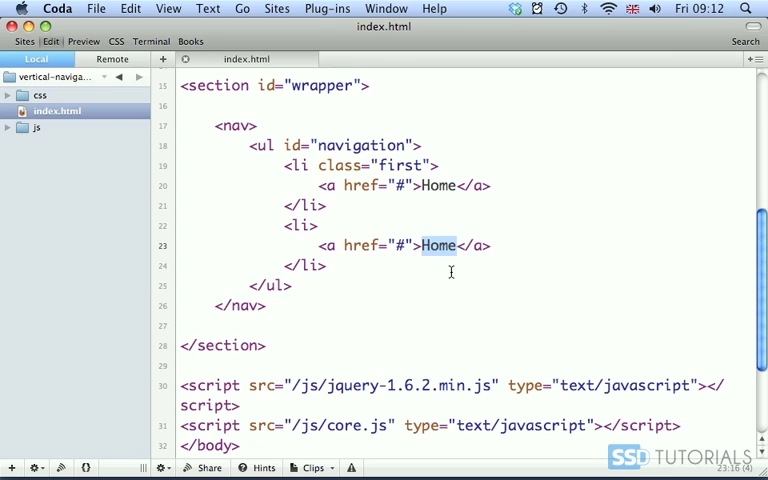 Coda File Edit View Text Go Sites Plug-ins Window Help Fri 09:12
index.html
Sites Edit Preview CSS Terminal Books Search
Local Remote index.html
vertical-naviga...
css
index.html
js
15 <section id="wrapper">
16
17 <nav>
18 <ul id="navigation">
19 <li class="first">
20 <a href="#">Home</a>
21 </li>
22 <li>
23 <a href="#">Home</a>
24 </li>
25 </ul>
26 </nav>
27
28 </section>
29
30 <script src="/js/jquery-1.6.2.min.js" type="text/javascript"></
script>
31 <script src="/js/core.js" type="text/javascript"></script>
32 </body>
Share Hints Clips 23:16 (4)
SSD TUTORIALS